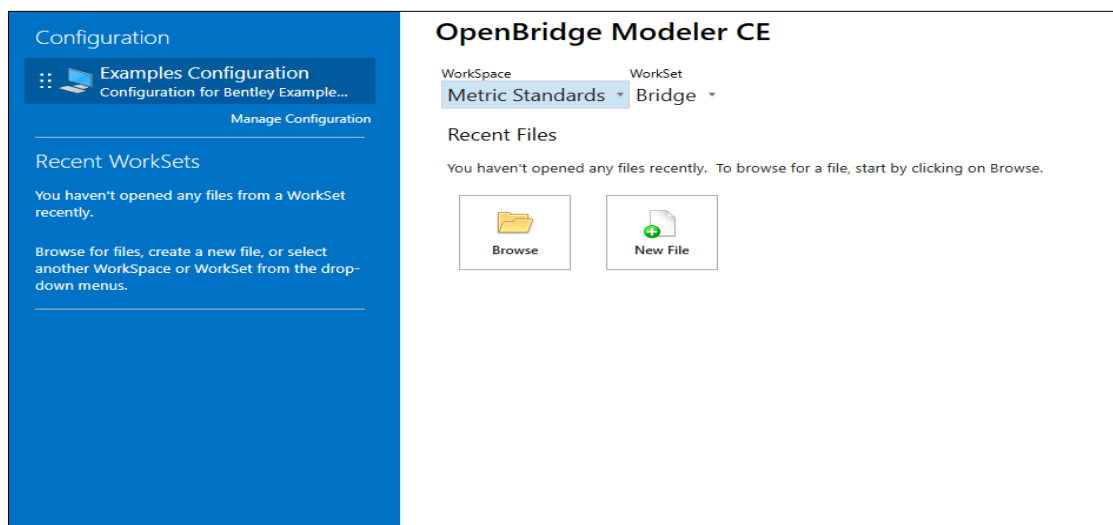 Configuration
Examples Configuration
Configuration for Bentley Example...
Manage Configuration
Recent WorkSets
You haven't opened any files from a WorkSet
recently.
Browse for files, create a new file, or select
another WorkSpace or WorkSet from the drop-
down menus.
OpenBridge Modeler CE
WorkSpace WorkSet
Metric Standards Bridge
Recent Files
You haven't opened any files recently. To browse for a file, start by clicking on Browse.
Browse New File